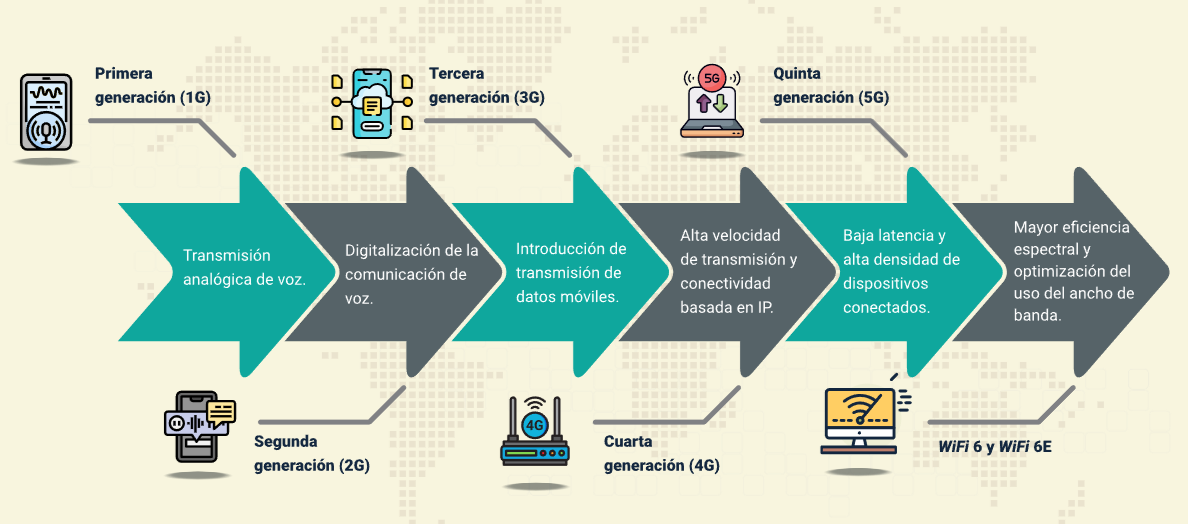 Primera
generación (1G)
Tercera
generación (3G)
5G
Quinta
generación (5G)
Transmisión
analógica de voz.
Digitalización de la
comunicación de
voz.
Introducción de
transmisión de
datos móviles.
Alta velocidad
de transmisión y
conectividad
basada en IP.
Baja latencia y
alta densidad de
dispositivos
conectados.
Mayor eficiencia
espectral y
optimización del
uso del ancho de
banda.
Segunda
generación (2G)
4G
Cuarta
generación (4G)
WiFi 6 y WiFi 6E